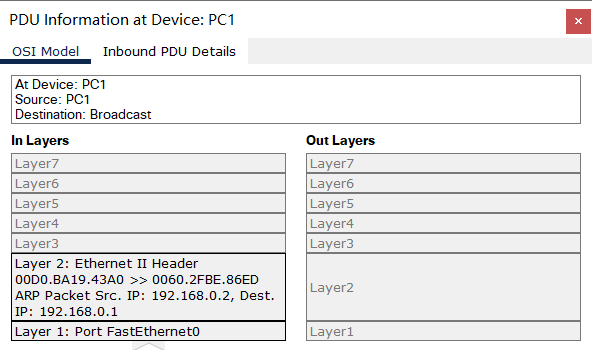 PDU Information at Device: PC1
×
OSI Model
Inbound PDU Details
At Device: PC1
Source: PC1
Destination: Broadcast
In Layers
Layer7
Layer6
Layer5
Layer4
Layer3
Layer 2: Ethernet II Header
00D0.BA19.43A0 >> 0060.2FBE.86ED
ARP Packet Src. IP: 192.168.0.2, Dest.
IP: 192.168.0.1
Layer 1: Port FastEthernet0
Out Layers
Layer7
Layer6
Layer5
Layer4
Layer3
Layer2
Layer1